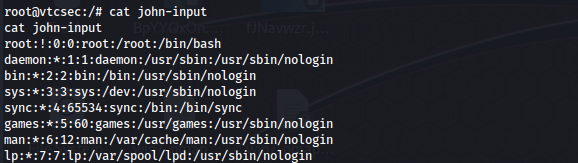 root@vtcsec:/# cat john-input
cat john-input
root:!:0:0:root:/root:/bin/bash
daemon:*:1:1:daemon:/usr/sbin:/usr/sbin/nologin
bin:*:2:2:bin:/bin:/usr/sbin/nologin
sys:*:3:3:sys:/dev:/usr/sbin/nologin
sync:*:4:65534:sync:/bin:/bin/sync
games:*:5:60:games:/usr/games:/usr/sbin/nologin
man:*:6:12:man:/var/cache/man:/usr/sbin/nologin
lp:*:7:7:lp:/var/spool/lpd:/usr/sbin/nologin